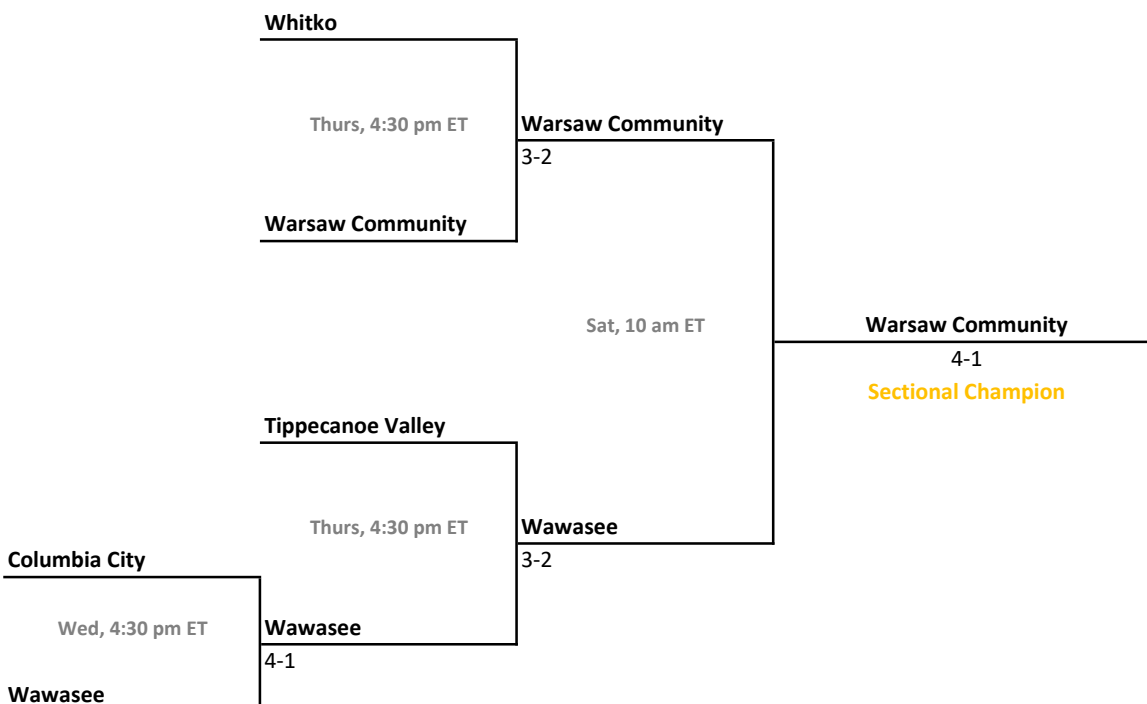 Whitko
Thurs, 4:30 pm ET
Warsaw Community
3-2
Warsaw Community
Sat, 10 am ET
Warsaw Community
4-1
Sectional Champion
Tippecanoe Valley
Thurs, 4:30 pm ET
Wawasee
3-2
Columbia City
Wed, 4:30 pm ET
Wawasee
4-1
Wawasee